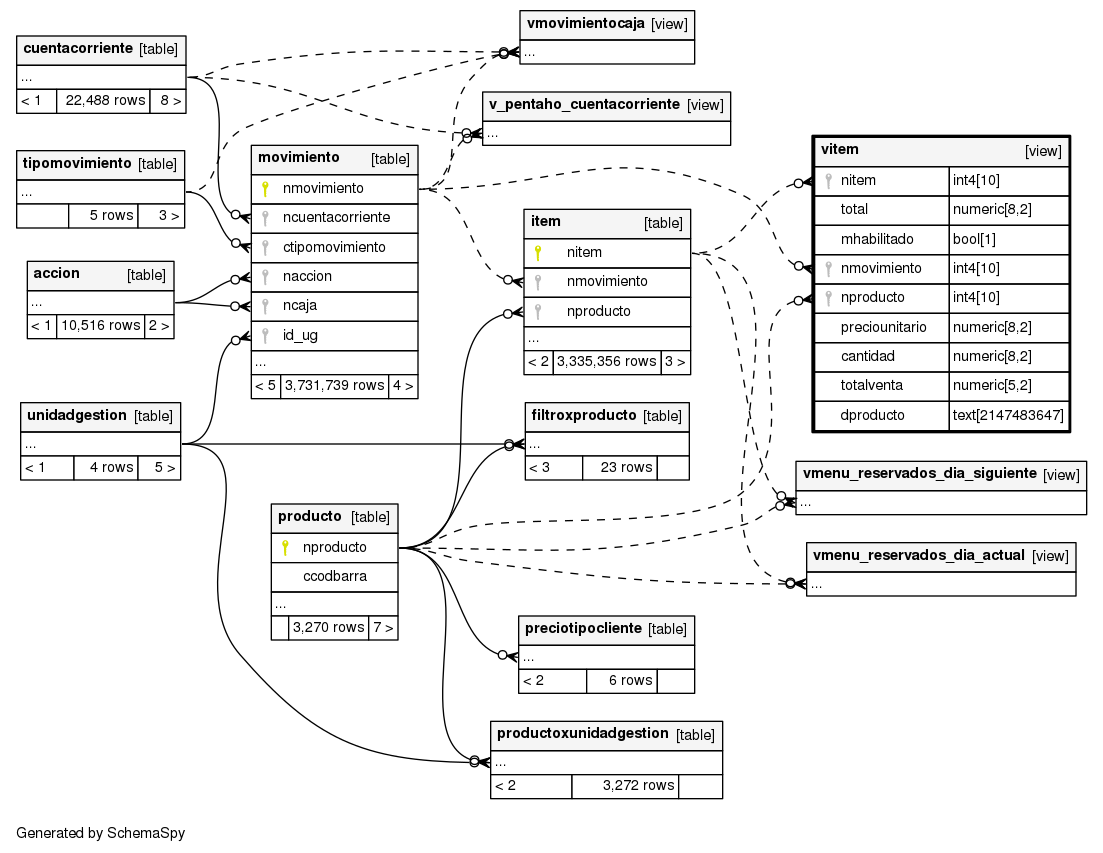 vmovimientocaja [view]
...
cuentacorriente [table]
...
< 1 22,488 rows 8 >
v_pentaho_cuentacorriente [view]
...
tipomovimiento [table]
...
5 rows 3 >
movimiento [table]
nmovimiento
ncuentacorriente
ctipomovimiento
naccion
ncaja
id_ug
...
< 5 3,731,739 rows 4 >
vitem [view]
nitem int4[10]
total numeric[8,2]
mhabilitado bool[1]
nmovimiento int4[10]
nproducto int4[10]
preciounitario numeric[8,2]
cantidad numeric[8,2]
totalventa numeric[5,2]
dproducto text[2147483647]
item [table]
nitem
nmovimiento
nproducto
...
< 2 3,335,356 rows 3 >
accion [table]
...
< 1 10,516 rows 2 >
unidadgestion [table]
...
< 1 4 rows 5 >
filtroxproducto [table]
...
< 3 23 rows
vmenu_reservados_dia_siguiente [view]
...
producto [table]
nproducto
ccodbarra
...
3,270 rows 7 >
vmenu_reservados_dia_actual [view]
...
preciotipocliente [table]
...
< 2 6 rows
productoxunidadgestion [table]
...
< 2 3,272 rows
Generated by SchemaSpy